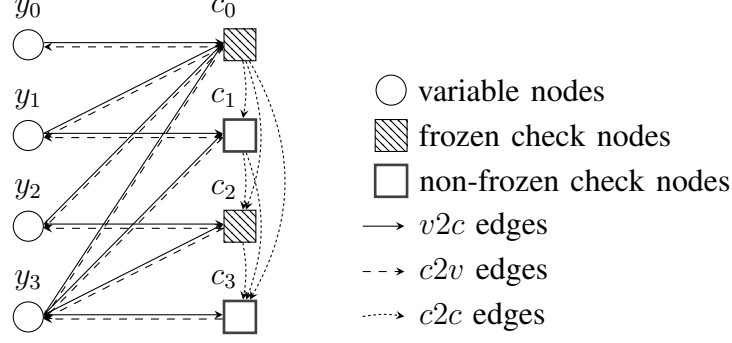 y₀ c₀
y₁ c₁
y₂ c₂
y₃ c₃
variable nodes
frozen check nodes
non-frozen check nodes
v2c edges
c2v edges
c2c edges